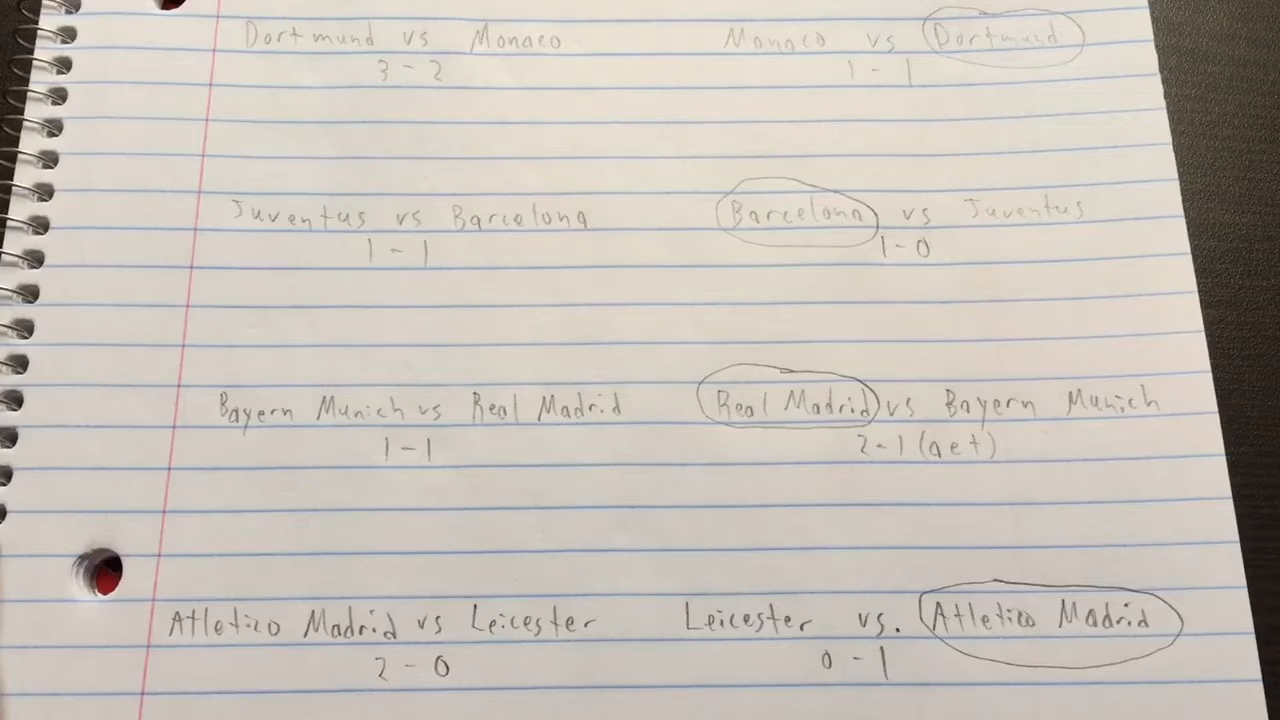 Dortmund vs Monaco Monaco vs Dortmund
3 - 2 1 - 1
Juventus vs Barcelona Barcelona vs Juventus
1 - 1 1 - 0
Bayern Munich vs Real Madrid Real Madrid vs Bayern Munich
1 - 1 2 - 1 (aet)
Atletico Madrid vs Leicester Leicester vs. Atletico Madrid
2 - 0 0 - 1